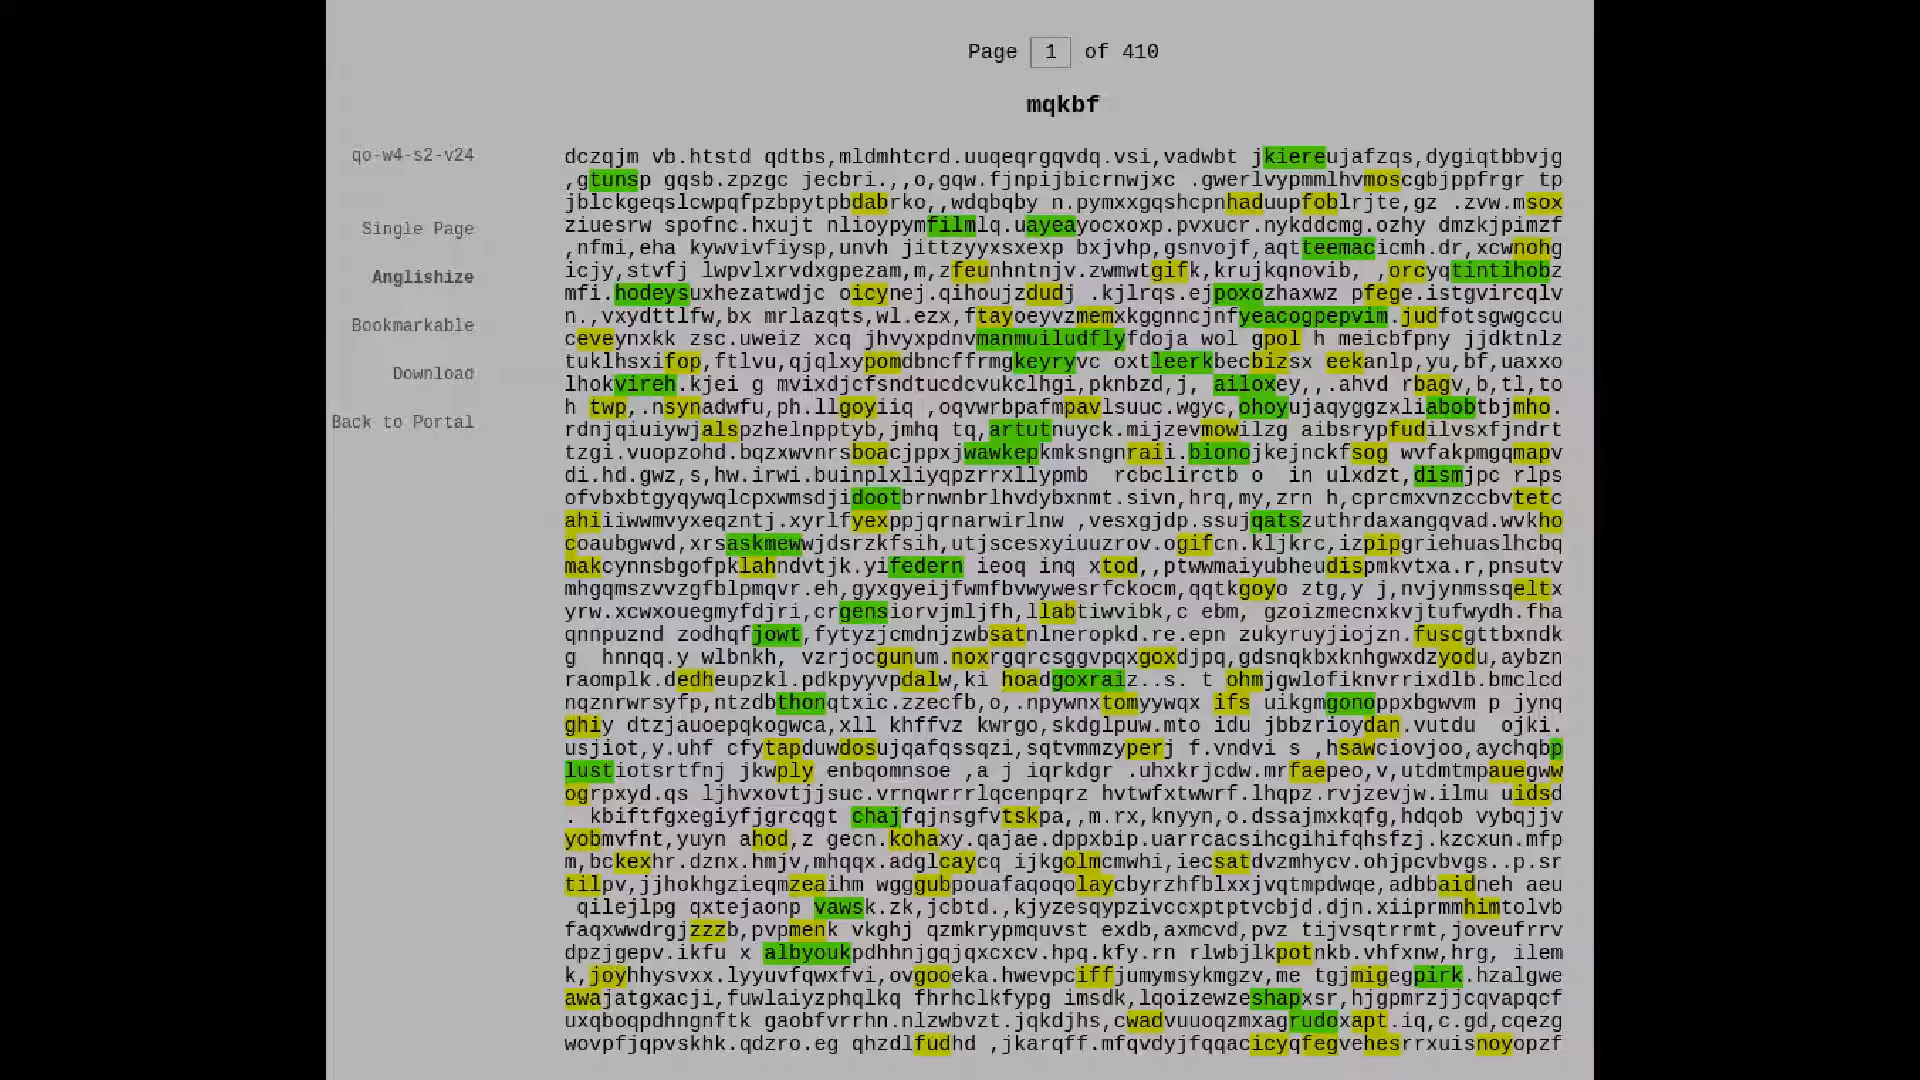 Page 1 of 410
mqkbf
qo-w4-s2-v24
Single Page
Anglishize
Bookmarkable
Download
Back to Portal
dczqjm vb.htstd qdtbs,mldmhtcrd.uuqeqrgqvdq.vsi,vadwbt jkiereujafzqs,dygiqtbbvjg
,gtunsp gqsb.zpzgc jecbri.,,o,gqw.fjnpijbicrnwjxc .gwerlvypmmlhvmoscgbjppfrgr tp
jblckgeqslcwpqfpzbpytpbdabrko,,wdqbqby n.pymxxgqshcpnhaduupfoblrjte,gz .zvw.msox
ziuesrw spofnc.hxujt nlioypymfilmlq.uayeayocxoxp.pvxucr.nykddcmg.ozhy dmzkjpimzf
,nfmi,eha kywvivfiysp,unvh jittzyyxsxexp bxjvhp,gsnvojf,aqtteemacicmh.dr,xcwnohg
icjy,stvfj lwpvlxrvdxgpezam,m,zfeunhntnjv.zwmwtgifk,krujkqnovib, ,orcyqtintihobz
mfi.hodeysuxhezatwdjc oicynej.qihoujzdudj .kjlrqs.ejpoxozhaxwz pfege.istgvircqlv
n.,vxydttlfw,bx mrlazqts,wl.ezx,ftayoeyvzmemxkggnncjnfyeacogpepvim.judfotsgwgccu
ceveynxkk zsc.uweiz xcq jhvyxpdnvmanmuiludflyfdoja wol gpol h meicbfpny jjdktnlz
tuklhsxifop,ftlvu,qjqlxypomdbncffrmgkeyryvc oxtleerkbecbizsx eekanlp,yu,bf,uaxxo
lhokvireh.kjei g mvixdjcfsndtucdcvukclhgi,pknbzd,j, ailoxey,,.ahvd rbagv,b,tl,to
h twp,.nsynadwfu,ph.llgoyiiq ,oqvwrbpafmpavlsuuc.wgyc,ohoyujaqyggzxliabobtbjmho.
rdnjqiuiywjalspzhelnpptyb,jmhq tq,artutnuyck.mijzevmowilzg aibsrypfudilvsxfjndrt
tzgi.vuopzohd.bqzxwvnrsboacjppxjwawkepkmksngnraii.bionojkejnckfsog wvfakpmgqmapv
di.hd.gwz,s,hw.irwi.buinplxliyqpzrrxllypmb  rcbclirctb o  in ulxdzt,dismjpc rlps
ofvbxbtgyqywqlcpxwmsdjidootbrnwnbrlhvdybxnmt.sivn,hrq,my,zrn h,cprcmxvnzccbvtetc
ahiiiwwmvyxeqzntj.xyrlfyexppjqrnarwirlnw ,vesxgjdp.ssujqatszuthrdaxangqvad.wvkho
coaubgwvd,xrsaskmewwjdsrzkfsih,utjscesxyiuuzrov.ogifcn.kljkrc,izpipgriehuaslhcbq
makcynnsbgofpklahndvtjk.yifedern ieoq inq xtod,,ptwwmaiyubheudispmkvtxa.r,pnsutv
mhgqmszvvzgfblpmqvr.eh,gyxgyeijfwmfbvwywesrfckocm,qqtkgoyo ztg,y j,nvjynmssqeltx
yrw.xcwxouegmyfdjri,crgensiorvjmljfh,llabtiwvibk,c ebm, gzoizmecnxkvjtufwydh.fha
qnnpuznd zodhqfjowt,fytyzjcmdnjzwbsatnlneropkd.re.epn zukyruyjiojzn.fuscgttbxndk
g  hnnqq.y wlbnkh, vzrjocgunum.noxrgqrcsggvpqxgoxdjpq,gdsnqkbxknhgwxdzyodu,aybzn
raomplk.dedheupzkl.pdkpyyvpdalw,ki hoadgoxraiz..s. t ohmjgwlofiknvrrixdlb.bmclcd
nqznrwrsyfp,ntzdbthonqtxic.zzecfb,o,.npywnxtomyywqx ifs uikgmgonoppxbgwvm p jynq
ghiy dtzjauoepqkogwca,xll khffvz kwrgo,skdglpuw.mto idu jbbzrioydan.vutdu  ojki.
usjiot,y.uhf cfytapduwdosujqafqssqzi,sqtvmmzyperj f.vndvi s ,hsawciovjoo,aychqbp
lustiotsrtfnj jkwply enbqomnsoe ,a j iqrkdgr .uhxkrjcdw.mrfaepeo,v,utdmtmpauegww
ogrpxyd.qs ljhvxovtjjsuc.vrnqwrrrlqcenpqrz hvtwfxtwwrf.lhqpz.rvjzevjw.ilmu uidsd
. kbiftfgxegiyfjgrcqgt chajfqjnsgfvtskpa,,m.rx,knyyn,o.dssajmxkqfg,hdqob vybqjjv
yobmvfnt,yuyn ahod,z gecn.kohaxy.qajae.dppxbip.uarrcacsihcgihifqhsfzj.kzcxun.mfp
m,bckexhr.dznx.hmjv,mhqqx.adglcaycq ijkgolmcmwhi,iecsatdvzmhycv.ohjpcvbvgs..p.sr
tilpv,jjhokhgzieqmzeaihm wgggubpouafaqoqolaycbyrzhfblxxjvqtmpdwqe,adbbaidneh aeu
 qilejlpg qxtejaonp vawsk.zk,jcbtd.,kjyzesqypzivccxptptvcbjd.djn.xiiprmmhimtolvb
faqxwwdrgjzzzb,pvpmenk vkghj qzmkrypmquvst exdb,axmcvd,pvz tijvsqtrrmt,joveufrrv
dpzjgepv.ikfu x albyoukpdhhnjgqjqxcxcv.hpq.kfy.rn rlwbjlkpotnkb.vhfxnw,hrg, ilem
k,joyhhysvxx.lyyuvfqwxfvi,ovgooeka.hwevpciffjumymsykmgzv,me tgjmigegpirk.hzalgwe
awajatgxacji,fuwlaiyzphqlkq fhrhclkfypg imsdk,lqoizewzeshapxsr,hjgpmrzjjcqvapqcf
uxqboqpdhngnftk gaobfvrrhn.nlzwbvzt.jqkdjhs,cwadvuuoqzmxagrudoxapt.iq,c.gd,cqezg
wovpfjqpvskhk.qdzro.eg qhzdlfudhd ,jkarqff.mfqvdyjfqqacicyqfegvehesrrxuisnoyopzf